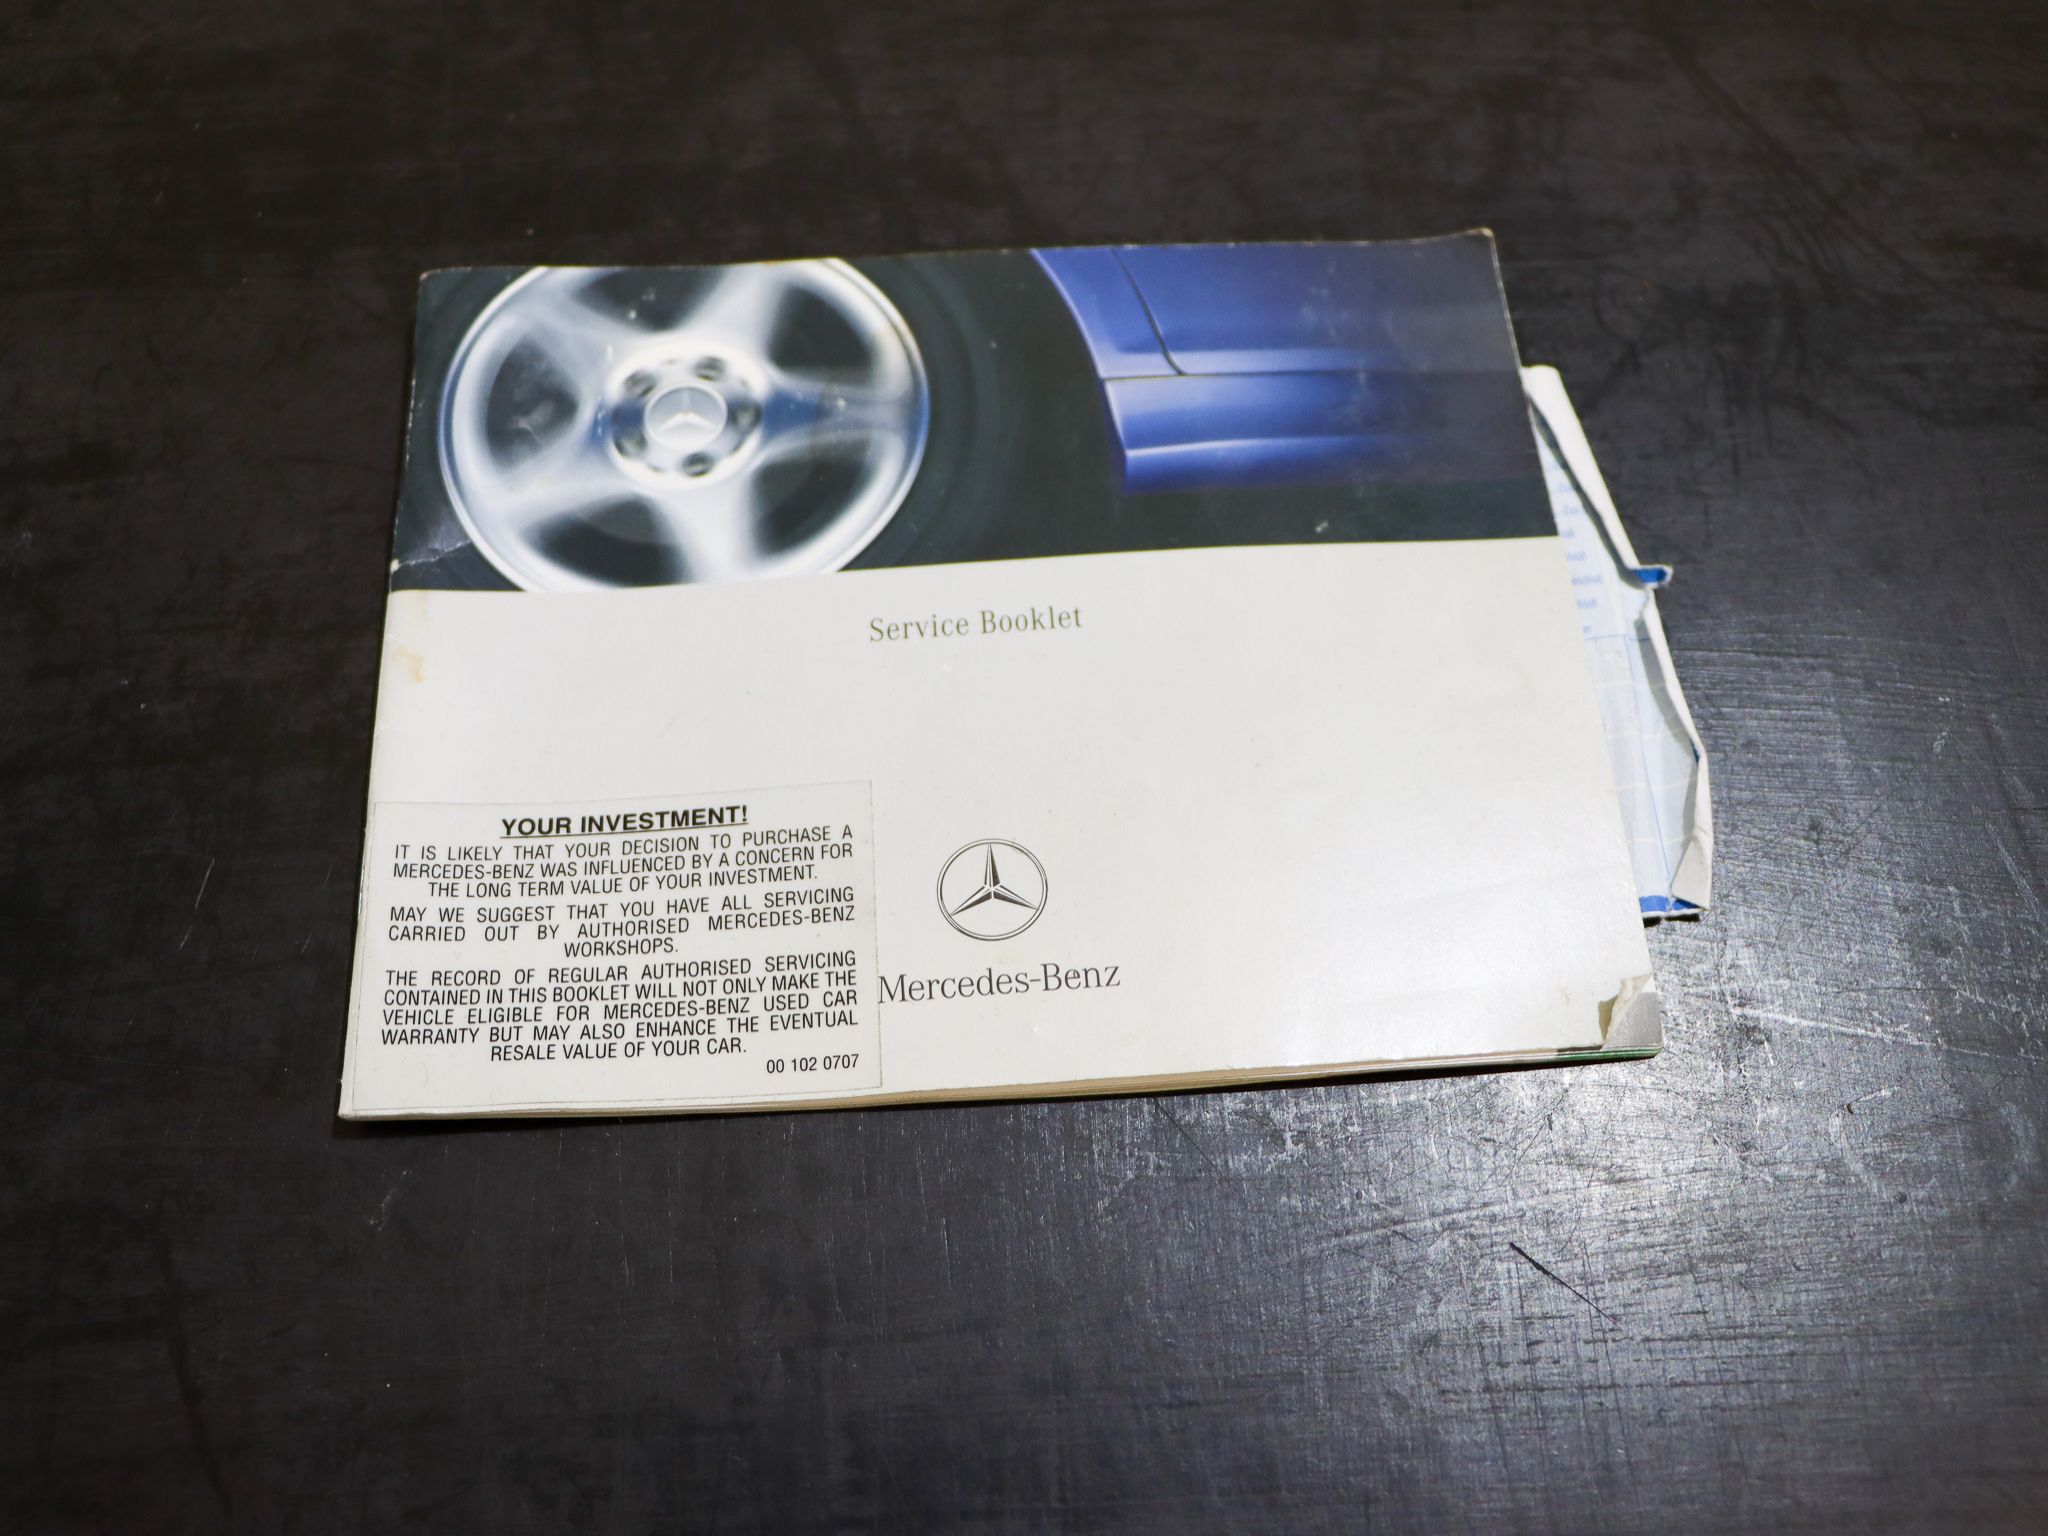 Service Booklet
YOUR INVESTMENT!
IT IS LIKELY THAT YOUR DECISION TO PURCHASE A
MERCEDES-BENZ WAS INFLUENCED BY A CONCERN FOR
THE LONG TERM VALUE OF YOUR INVESTMENT.
MAY WE SUGGEST THAT YOU HAVE ALL SERVICING
CARRIED OUT BY AUTHORISED MERCEDES-BENZ
WORKSHOPS.
THE RECORD OF REGULAR AUTHORISED SERVICING
CONTAINED IN THIS BOOKLET WILL NOT ONLY MAKE THE
VEHICLE ELIGIBLE FOR MERCEDES-BENZ USED CAR
WARRANTY BUT MAY ALSO ENHANCE THE EVENTUAL
RESALE VALUE OF YOUR CAR.
00 102 0707
Mercedes-Benz